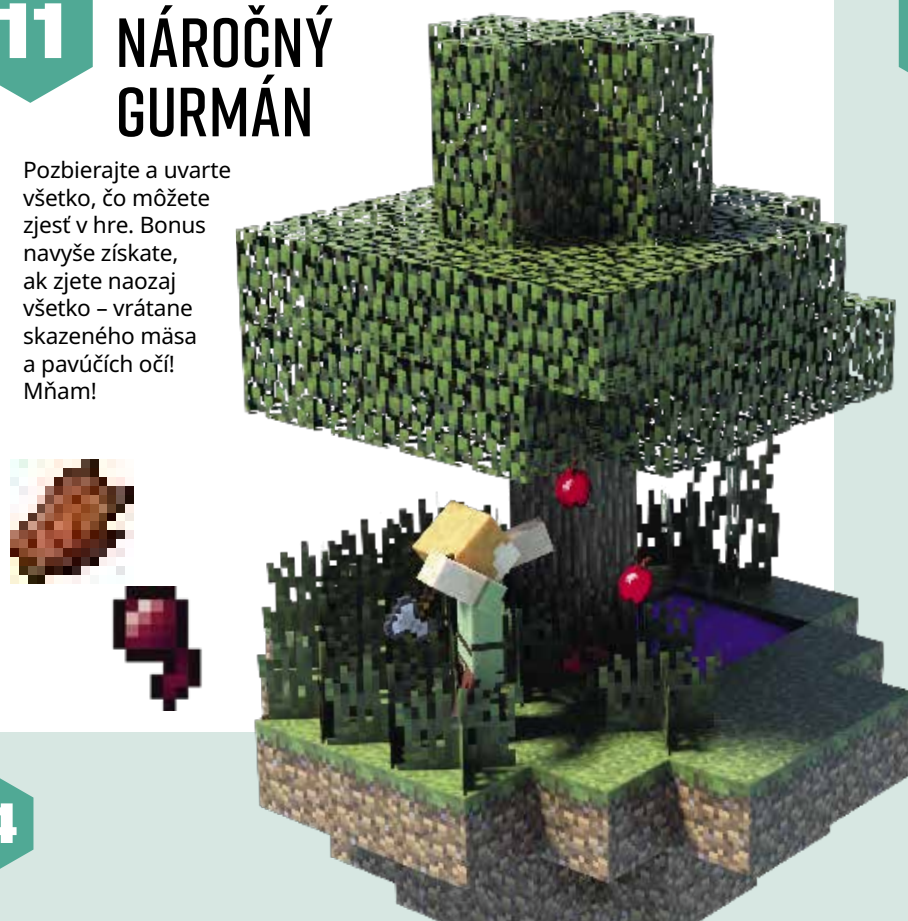 11
NÁROČNÝ
GURMÁN
Pozbierajte a uvarte
všetko, čo môžete
zjesť v hre. Bonus
navyše získate,
ak zjete naozaj
všetko – vrátane
skazeného mäsa
a pavúčích očí!
Mňam!
4